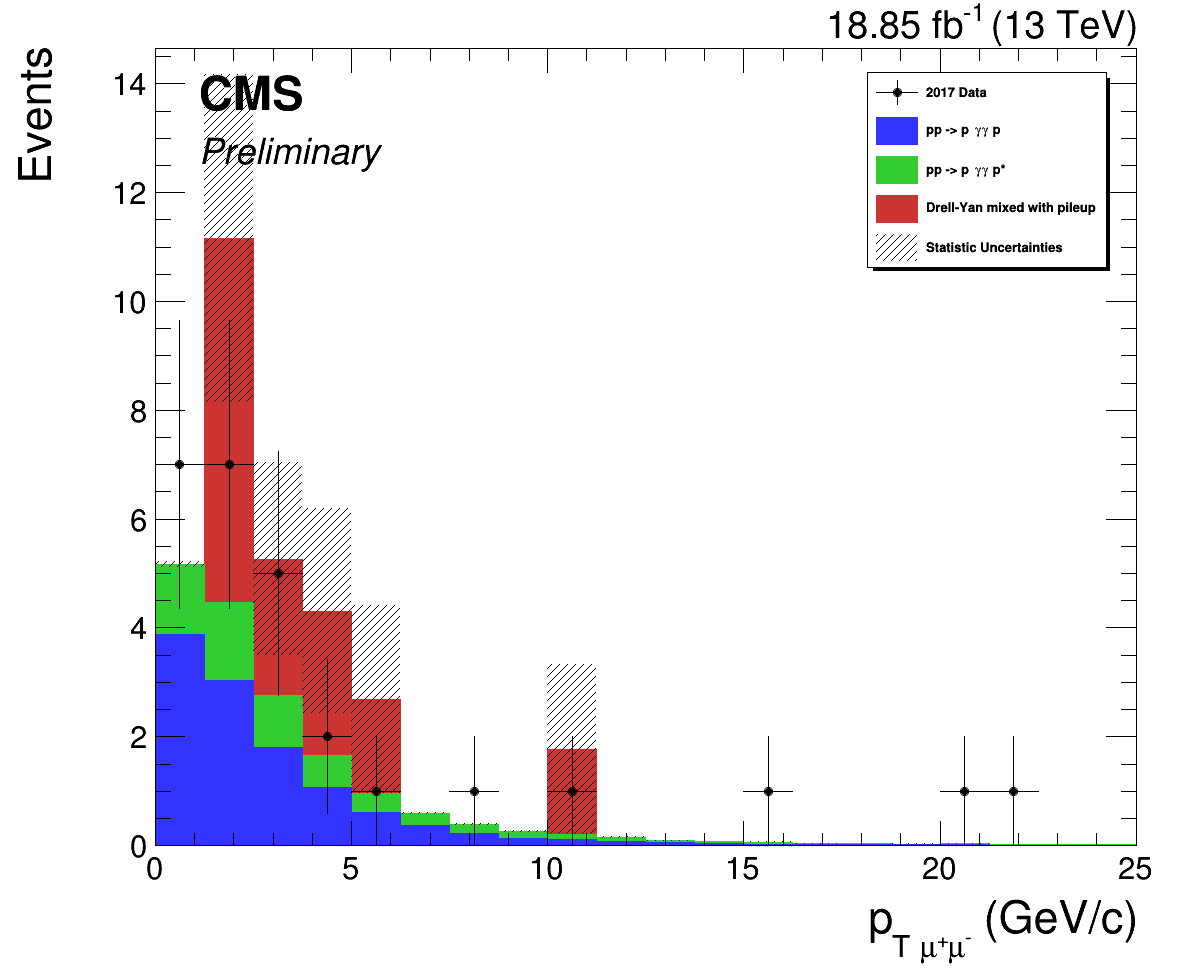 18.85 fb⁻¹ (13 TeV)
Events
CMS
Preliminary
2017 Data
pp -> p γγ p
pp -> p γγ p*
Drell-Yan mixed with pileup
Statistic Uncertainties
14
12
10
8
6
4
2
0
0 5 10 15 20 25
p_T μ⁺μ⁻ (GeV/c)